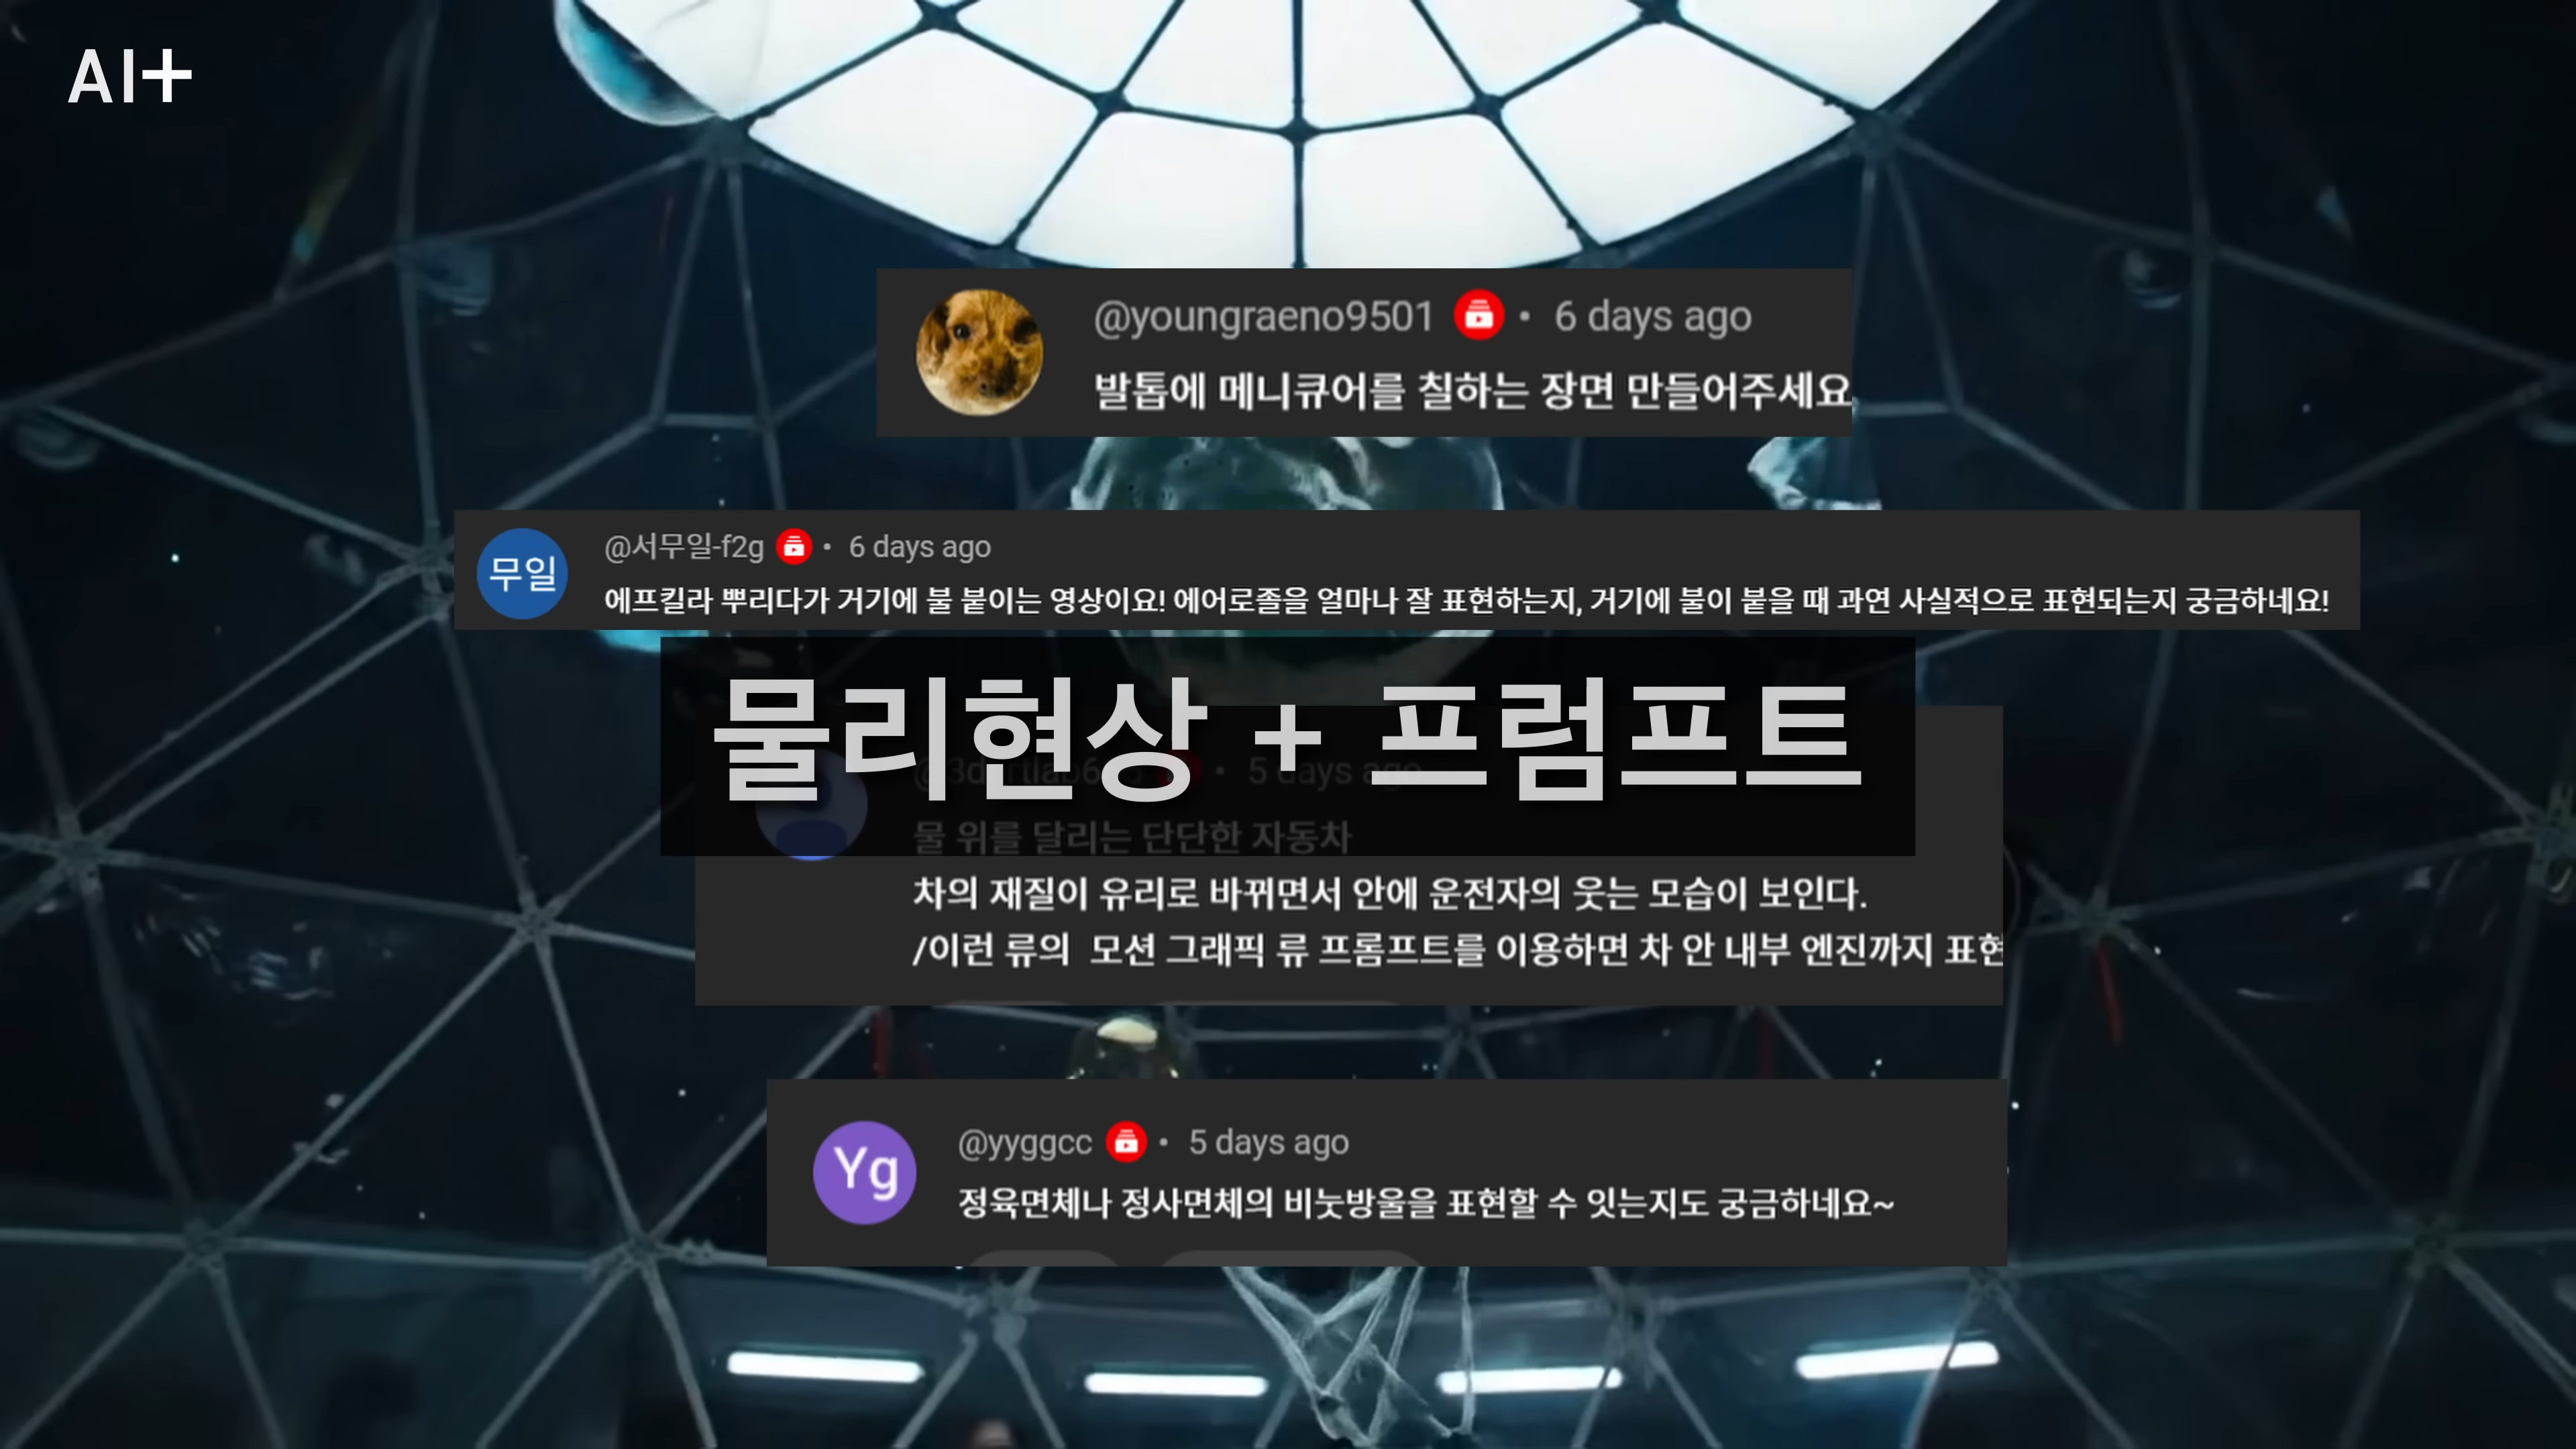 AI+
@youngraeno9501 • 6 days ago
발톱에 메니큐어를 칠하는 장면 만들어주세요
무일
@서무일-f2g • 6 days ago
에프킬라 뿌리다가 거기에 불 붙이는 영상이요! 에어로졸을 얼마나 잘 표현하는지, 거기에 불이 붙을 때 과연 사실적으로 표현되는지 궁금하네요!
물리현상 + 프럼프트
• 5 days ago
물 위를 달리는 단단한 자동차
차의 재질이 유리로 바뀌면서 안에 운전자의 웃는 모습이 보인다.
/이런 류의 모션 그래픽 류 프롬프트를 이용하면 차 안 내부 엔진까지 표현
Yg
@yyggcc • 5 days ago
정육면체나 정사면체의 비눗방울을 표현할 수 잇는지도 궁금하네요~